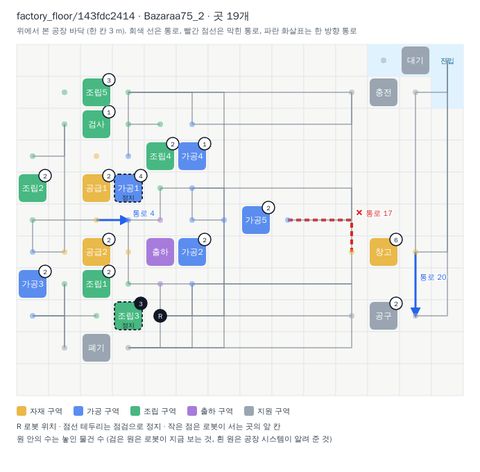 factory_floor/143fdc2414 · Bazaraa75_2 · 곳 19개
위에서 본 공장 바닥 (한 칸 3 m). 회색 선은 통로, 빨간 점선은 막힌 통로, 파란 화살표는 한 방향 통로
대기
진입
3
조립5
충전
1
검사
2
조립4
1
가공4
2
조립2
2
공급1
4
가공1
정지
통로 4
2
가공5
통로 17
2
공급2
출하
2
가공2
6
창고
2
가공3
2
조립1
통로 20
3
조립3
정지
R
2
공구
폐기
자재 구역
가공 구역
조립 구역
출하 구역
지원 구역
R 로봇 위치 · 점선 테두리는 점검으로 정지 · 작은 점은 로봇이 서는 곳의 앞 칸
원 안의 수는 놓인 물건 수 (검은 원은 로봇이 지금 보는 것, 흰 원은 공장 시스템이 알려 준 것)